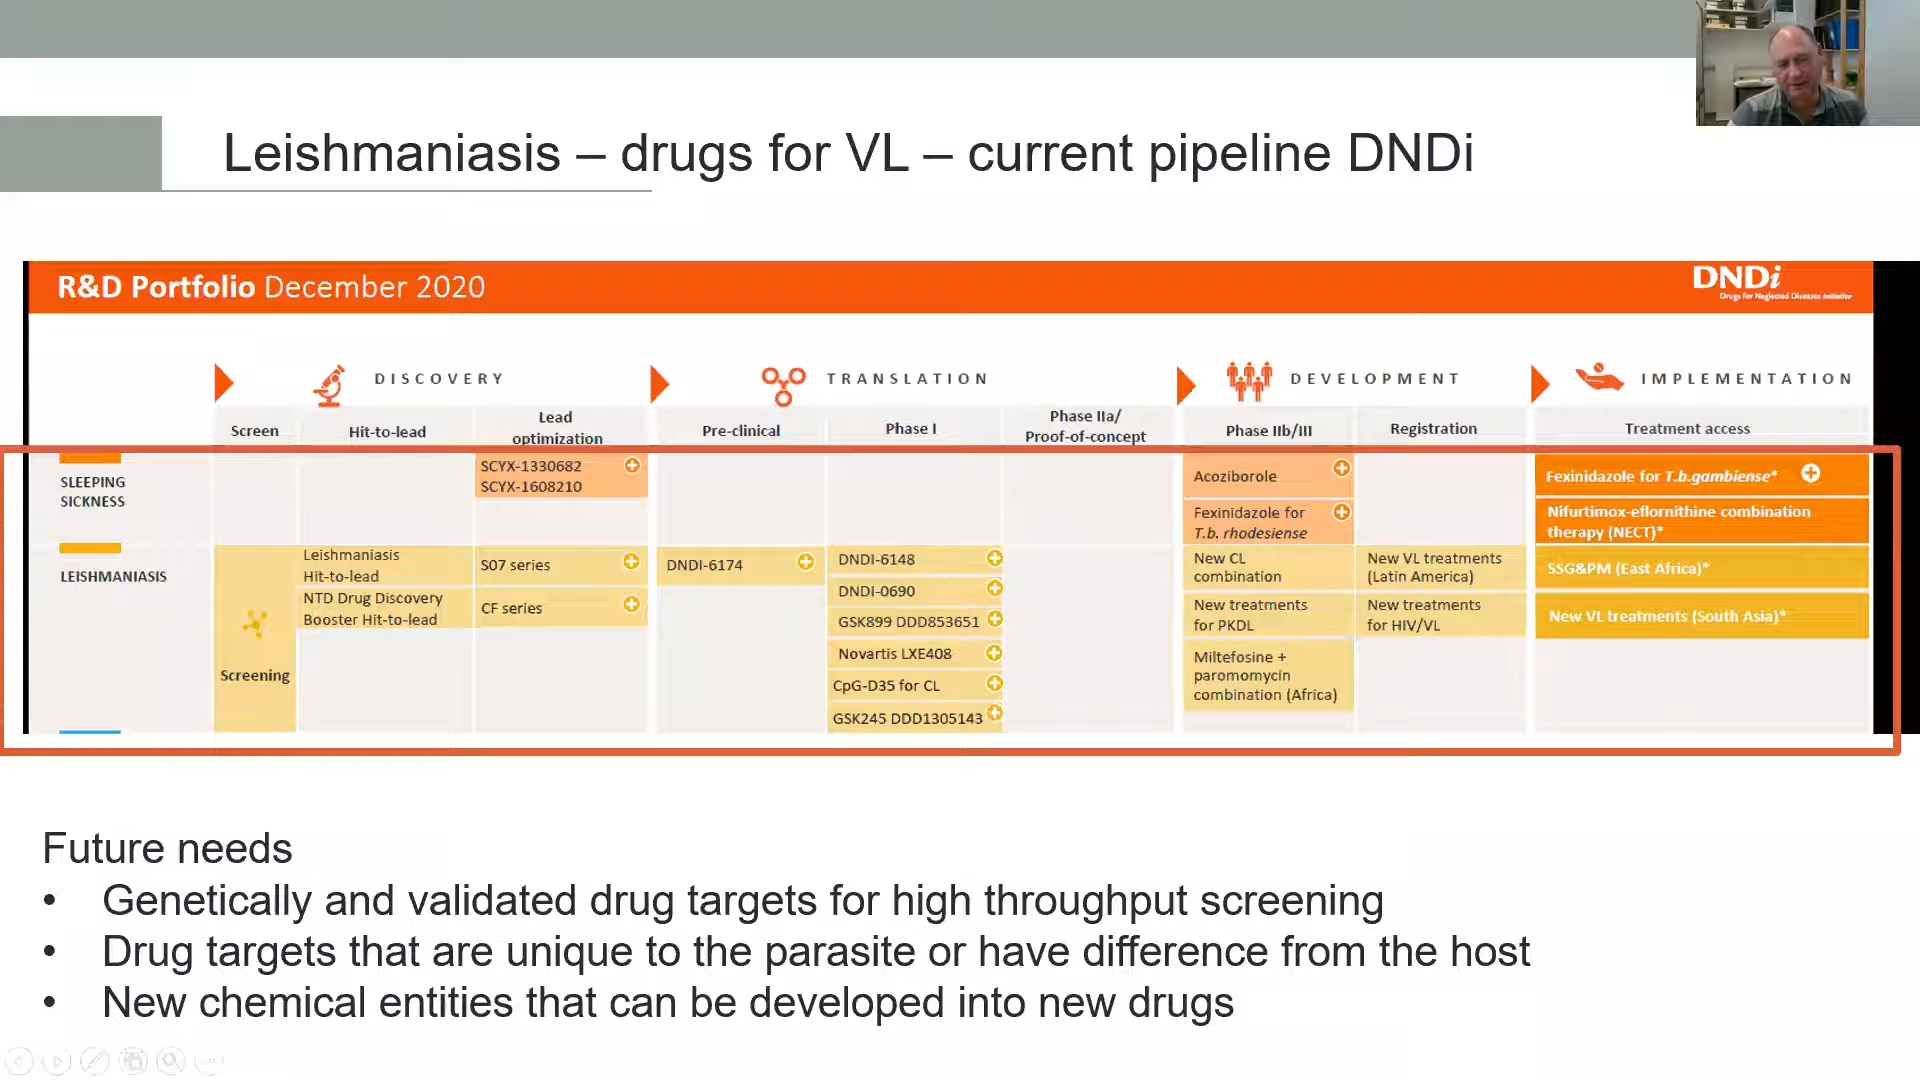 Leishmaniasis – drugs for VL – current pipeline DNDi
R&D Portfolio December 2020
DNDi
Drugs for Neglected Diseases initiative
DISCOVERY
TRANSLATION
DEVELOPMENT
IMPLEMENTATION
Screen
Hit-to-lead
Lead
optimization
Pre-clinical
Phase I
Phase IIa/
Proof-of-concept
Phase IIb/III
Registration
Treatment access
SLEEPING
SICKNESS
SCYX-1330682
SCYX-1608210
Acoziborole
Fexinidazole for
T.b. rhodesiense
Fexinidazole for T.b.gambiense*
Nifurtimox-eflornithine combination
therapy (NECT)*
LEISHMANIASIS
Screening
Leishmaniasis
Hit-to-lead
NTD Drug Discovery
Booster Hit-to-lead
S07 series
CF series
DNDI-6174
DNDI-6148
DNDI-0690
GSK899 DDD853651
Novartis LXE408
CpG-D35 for CL
GSK245 DDD1305143
New CL
combination
New treatments
for PKDL
Miltefosine +
paromomycin
combination (Africa)
New VL treatments
(Latin America)
New treatments
for HIV/VL
SSG&PM (East Africa)*
New VL treatments (South Asia)*
Future needs
• Genetically and validated drug targets for high throughput screening
• Drug targets that are unique to the parasite or have difference from the host
• New chemical entities that can be developed into new drugs